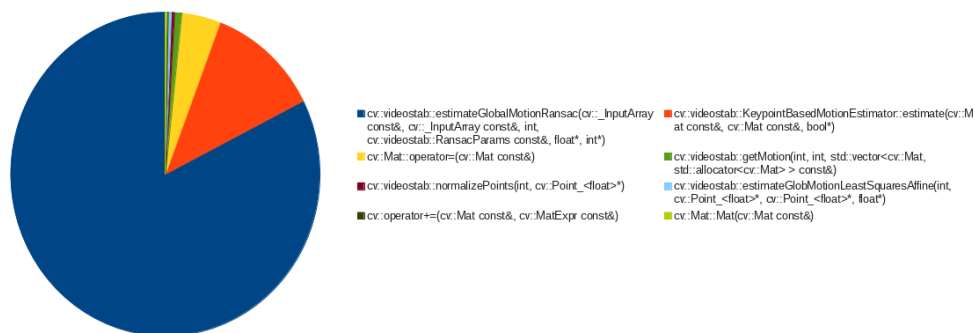 cv::videostab::estimateGlobalMotionRansac(cv::_InputArray
const&, cv::_InputArray const&, int,
cv::videostab::RansacParams const&, float*, int*)
cv::videostab::KeypointBasedMotionEstimator::estimate(cv::M
at const&, cv::Mat const&, bool*)
cv::Mat::operator=(cv::Mat const&)
cv::videostab::getMotion(int, int, std::vector<cv::Mat,
std::allocator<cv::Mat> > const&)
cv::videostab::normalizePoints(int, cv::Point_<float>*)
cv::videostab::estimateGlobMotionLeastSquaresAffine(int,
cv::Point_<float>*, cv::Point_<float>*, float*)
cv::operator+=(cv::Mat const&, cv::MatExpr const&)
cv::Mat::Mat(cv::Mat const&)